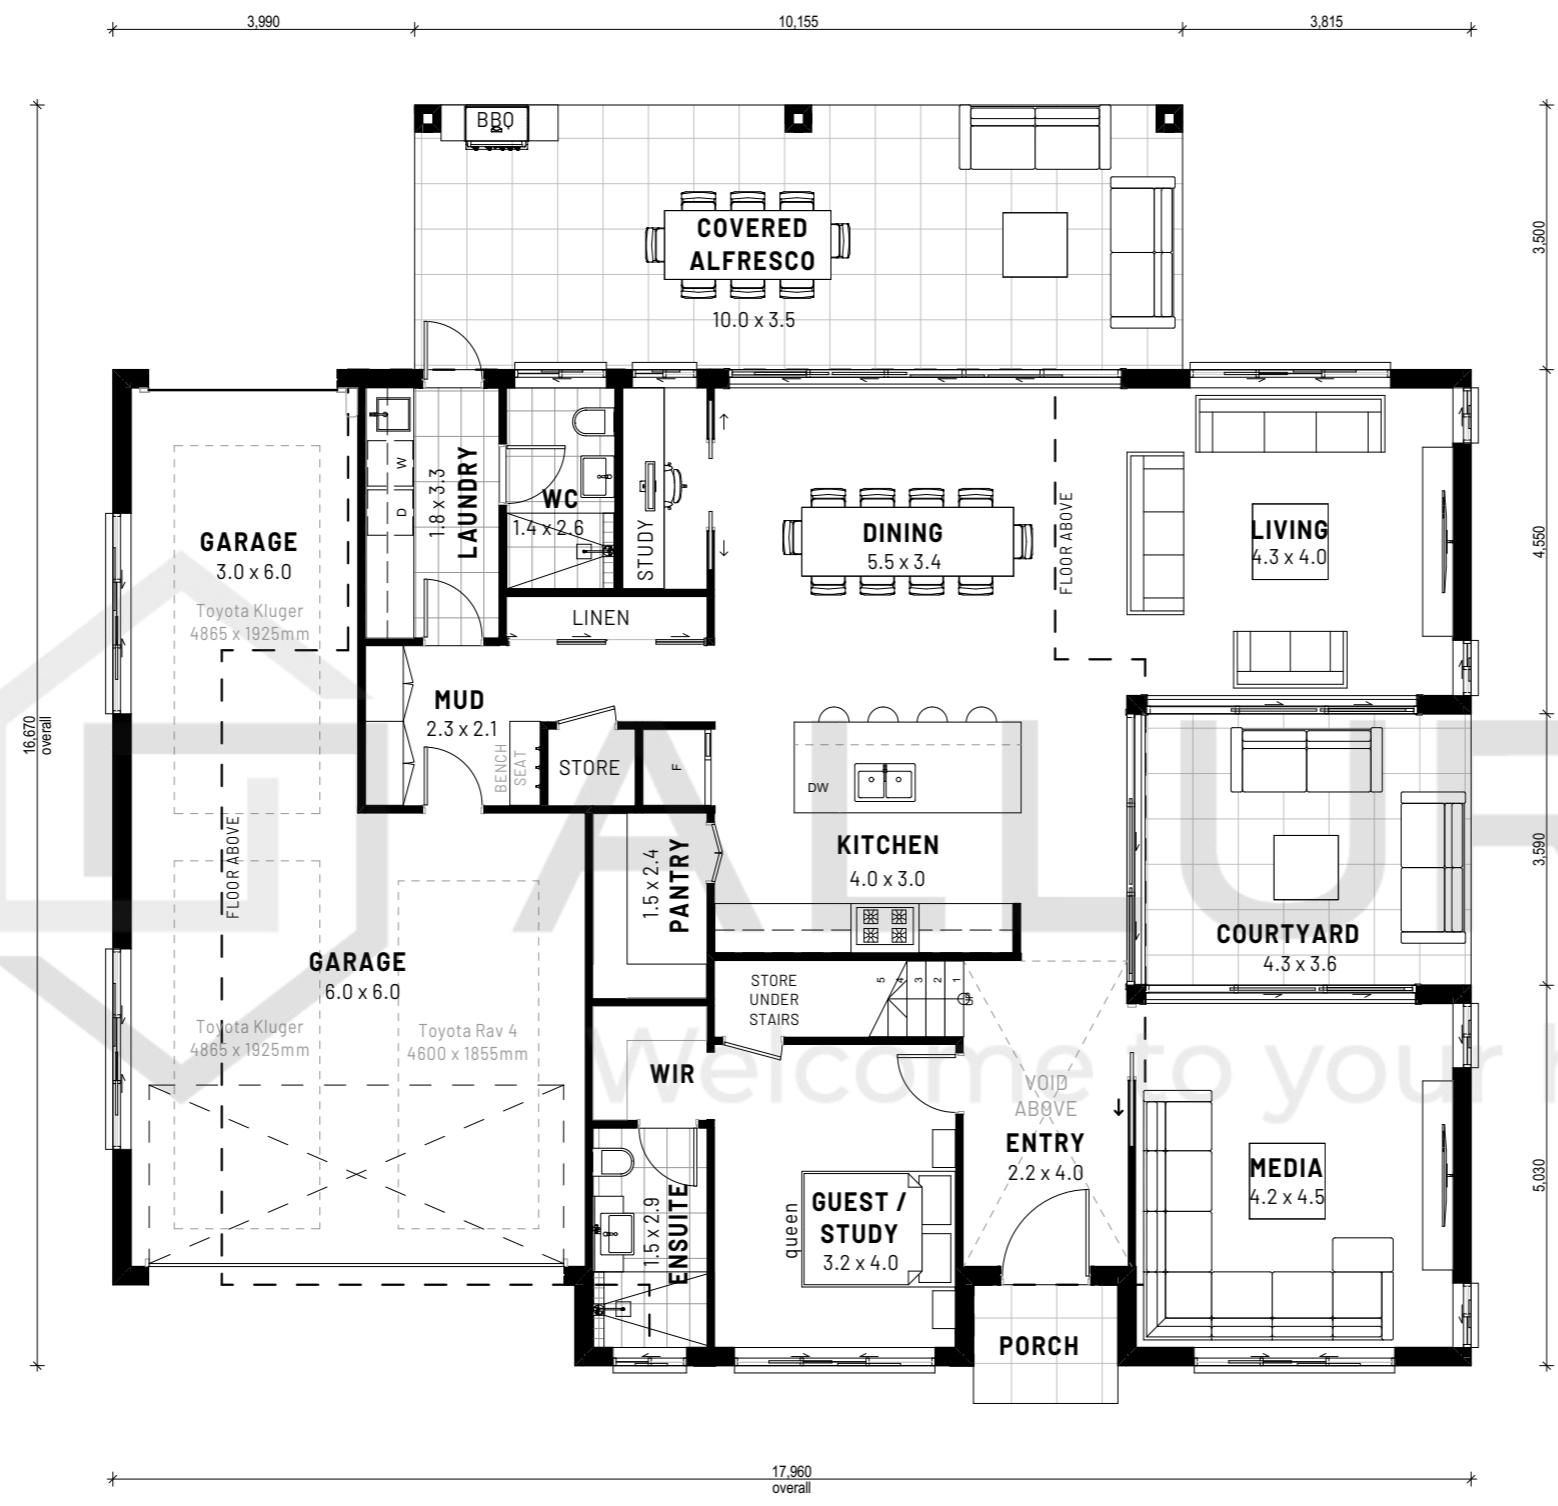 3,990
10,155
3,815
BBQ
COVERED
ALFRESCO
10.0 x 3.5
3,500
GARAGE
3.0 x 6.0
Toyota Kluger
4865 x 1925mm
W
D
1.8 x 3.3
LAUNDRY
WC
1.4 x 2.6
STUDY
LINEN
DINING
5.5 x 3.4
FLOOR ABOVE
LIVING
4.3 x 4.0
4,550
16,670
overall
MUD
2.3 x 2.1
BENCH
SEAT
STORE
F
DW
KITCHEN
4.0 x 3.0
1.5 x 2.4
PANTRY
COURTYARD
4.3 x 3.6
3,590
FLOOR ABOVE
GARAGE
6.0 x 6.0
Toyota Kluger
4865 x 1925mm
Toyota Rav 4
4600 x 1855mm
STORE
UNDER
STAIRS
5
4
3
2
1
UP
WIR
VOID
ABOVE
ENTRY
2.2 x 4.0
1.5 x 2.9
ENSUITE
queen
GUEST /
STUDY
3.2 x 4.0
MEDIA
4.2 x 4.5
5,030
PORCH
17,960
overall
ALLUR
Welcome to your h